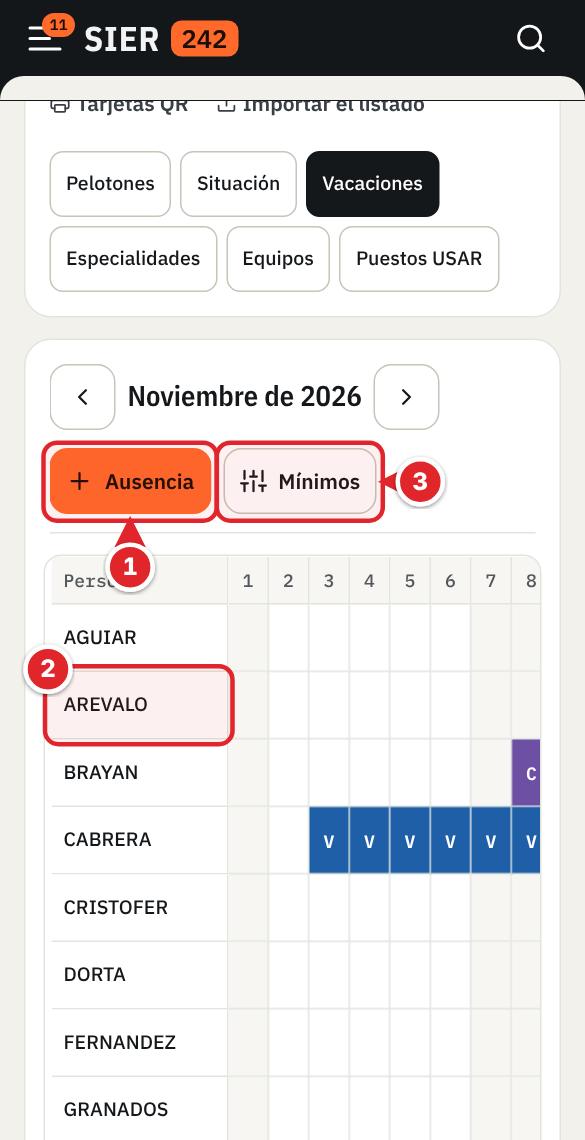 11
SIER 242
Tarjetas QR Importar el listado
Pelotones Situación Vacaciones
Especialidades Equipos Puestos USAR
Noviembre de 2026
+ Ausencia Mínimos 3
1
1 2 3 4 5 6 7 8
AGUIAR
2
AREVALO
BRAYAN C
CABRERA V V V V V V
CRISTOFER
DORTA
FERNANDEZ
GRANADOS